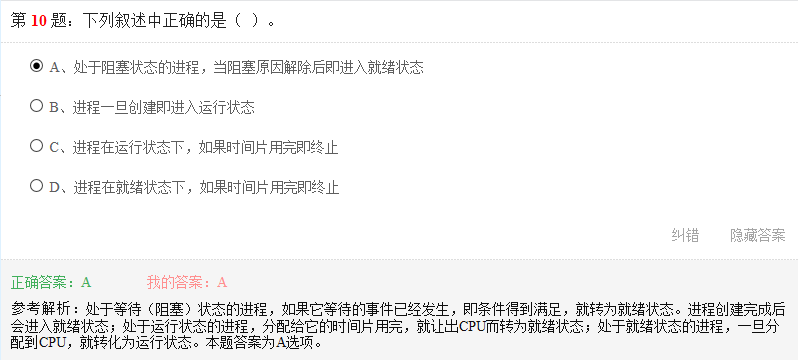 第 10 题：下列叙述中正确的是（ ）。
A、处于阻塞状态的进程，当阻塞原因解除后即进入就绪状态
B、进程一旦创建即进入运行状态
C、进程在运行状态下，如果时间片用完即终止
D、进程在就绪状态下，如果时间片用完即终止
纠错 隐藏答案
正确答案：A 我的答案：A
参考解析：处于等待（阻塞）状态的进程，如果它等待的事件已经发生，即条件得到满足，就转为就绪状态。进程创建完成后
会进入就绪状态；处于运行状态的进程，分配给它的时间片用完，就让出CPU而转为就绪状态；处于就绪状态的进程，一旦分
配到CPU，就转化为运行状态。本题答案为A选项。